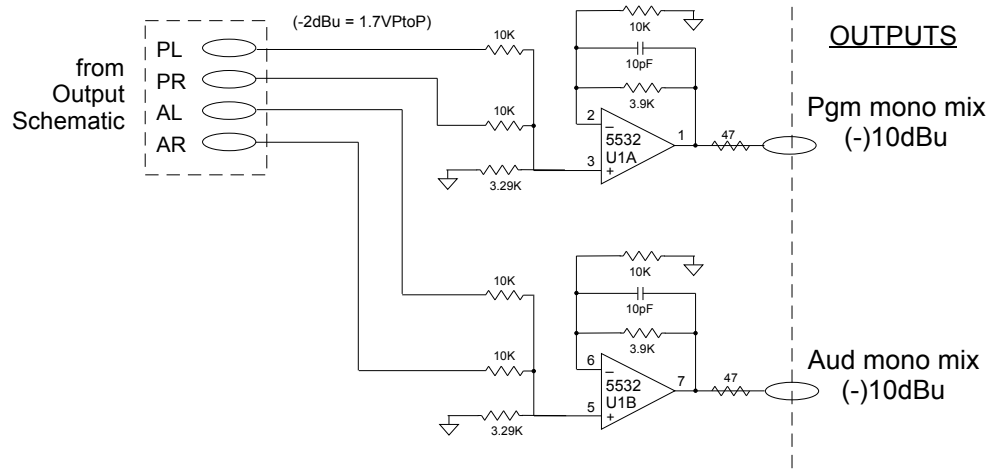 (-2dBu = 1.7VPtoP)
from
Output
Schematic
PL
PR
AL
AR
10K
10K
3.29K
10K
10pF
3.9K
2
3
−
+
5532
U1A
1
47
OUTPUTS
Pgm mono mix
(-)10dBu
10K
10K
3.29K
10K
10pF
3.9K
6
5
−
+
5532
U1B
7
47
Aud mono mix
(-)10dBu